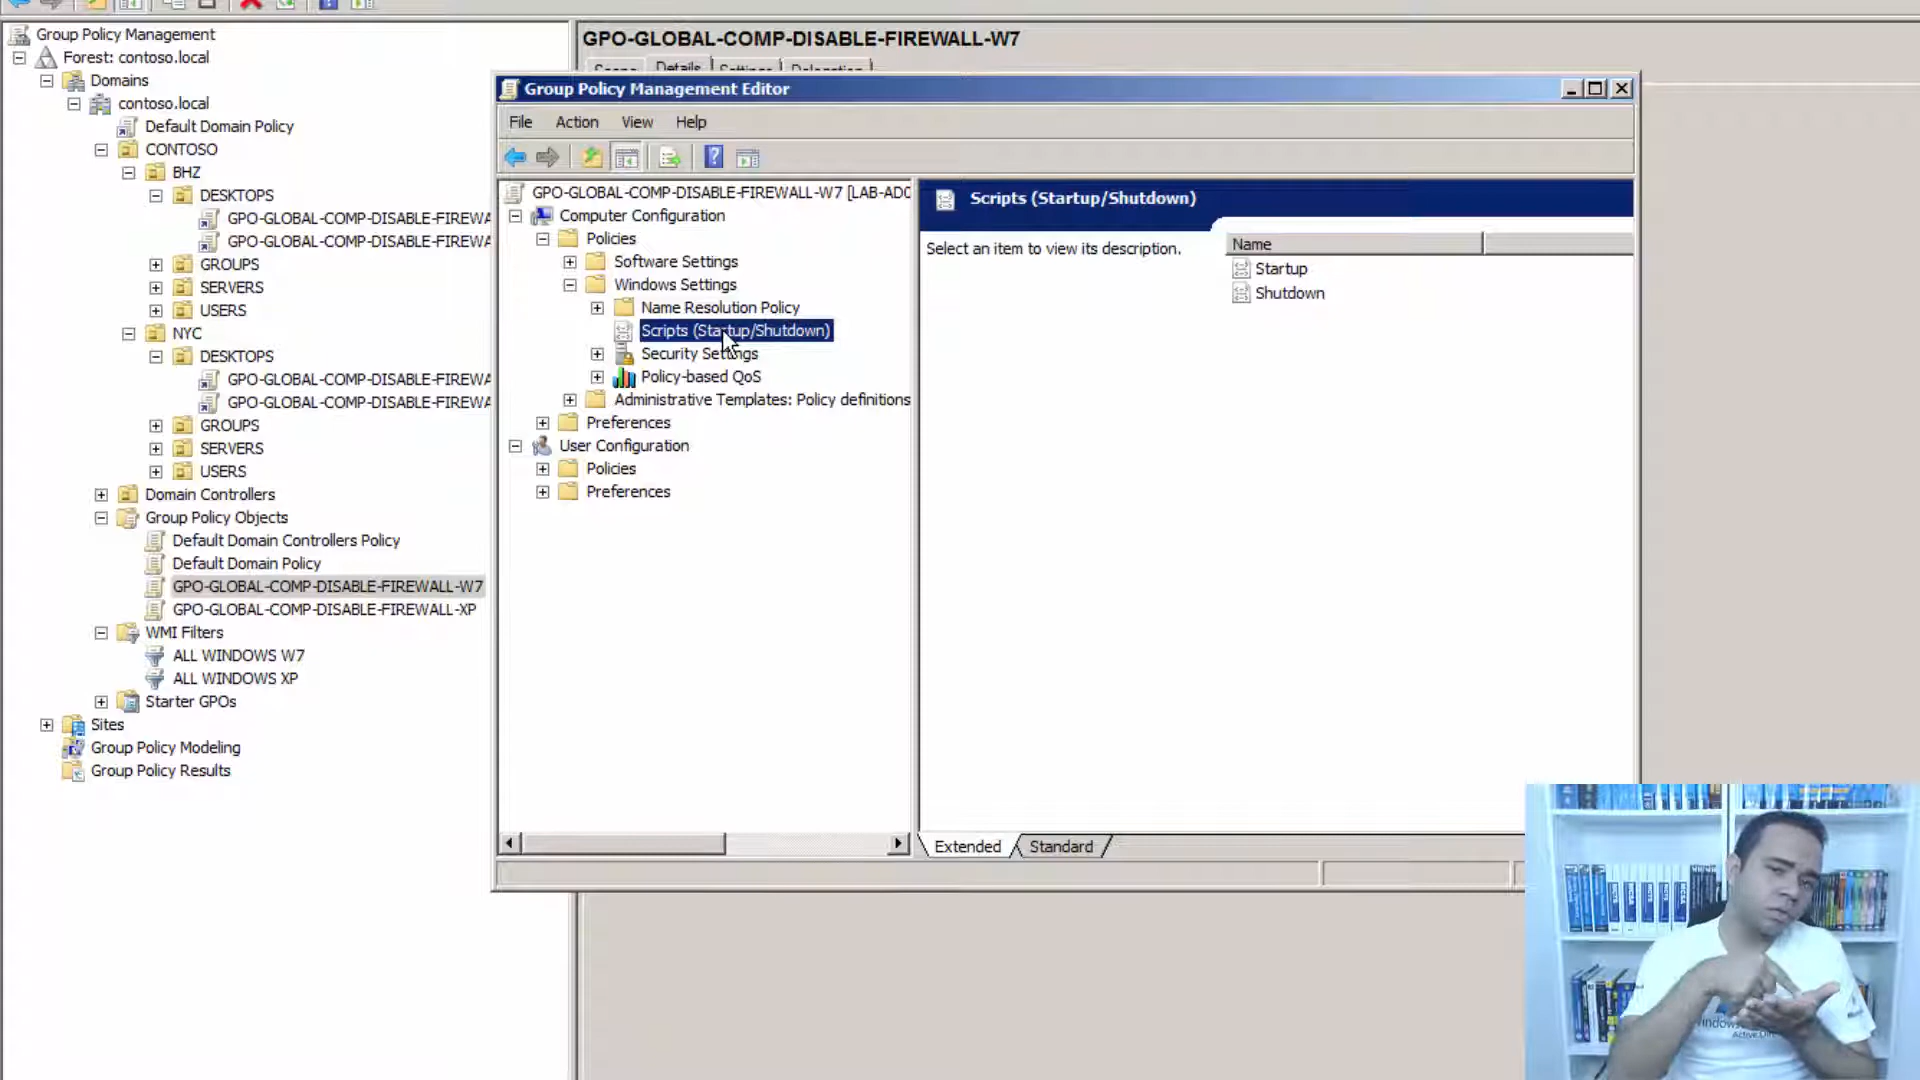 Group Policy Management
Forest: contoso.local
Domains
contoso.local
Default Domain Policy
CONTOSO
BHZ
DESKTOPS
GPO-GLOBAL-COMP-DISABLE-FIREWA
GPO-GLOBAL-COMP-DISABLE-FIREWA
GROUPS
SERVERS
USERS
NYC
DESKTOPS
GPO-GLOBAL-COMP-DISABLE-FIREWA
GPO-GLOBAL-COMP-DISABLE-FIREWA
GROUPS
SERVERS
USERS
Domain Controllers
Group Policy Objects
Default Domain Controllers Policy
Default Domain Policy
GPO-GLOBAL-COMP-DISABLE-FIREWALL-W7
GPO-GLOBAL-COMP-DISABLE-FIREWALL-XP
WMI Filters
ALL WINDOWS W7
ALL WINDOWS XP
Starter GPOs
Sites
Group Policy Modeling
Group Policy Results
GPO-GLOBAL-COMP-DISABLE-FIREWALL-W7
Scope Details Settings Delegation
Group Policy Management Editor
File Action View Help
GPO-GLOBAL-COMP-DISABLE-FIREWALL-W7 [LAB-ADC
Computer Configuration
Policies
Software Settings
Windows Settings
Name Resolution Policy
Scripts (Startup/Shutdown)
Security Settings
Policy-based QoS
Administrative Templates: Policy definitions
Preferences
User Configuration
Policies
Preferences
Scripts (Startup/Shutdown)
Select an item to view its description.
Name
Startup
Shutdown
Extended Standard